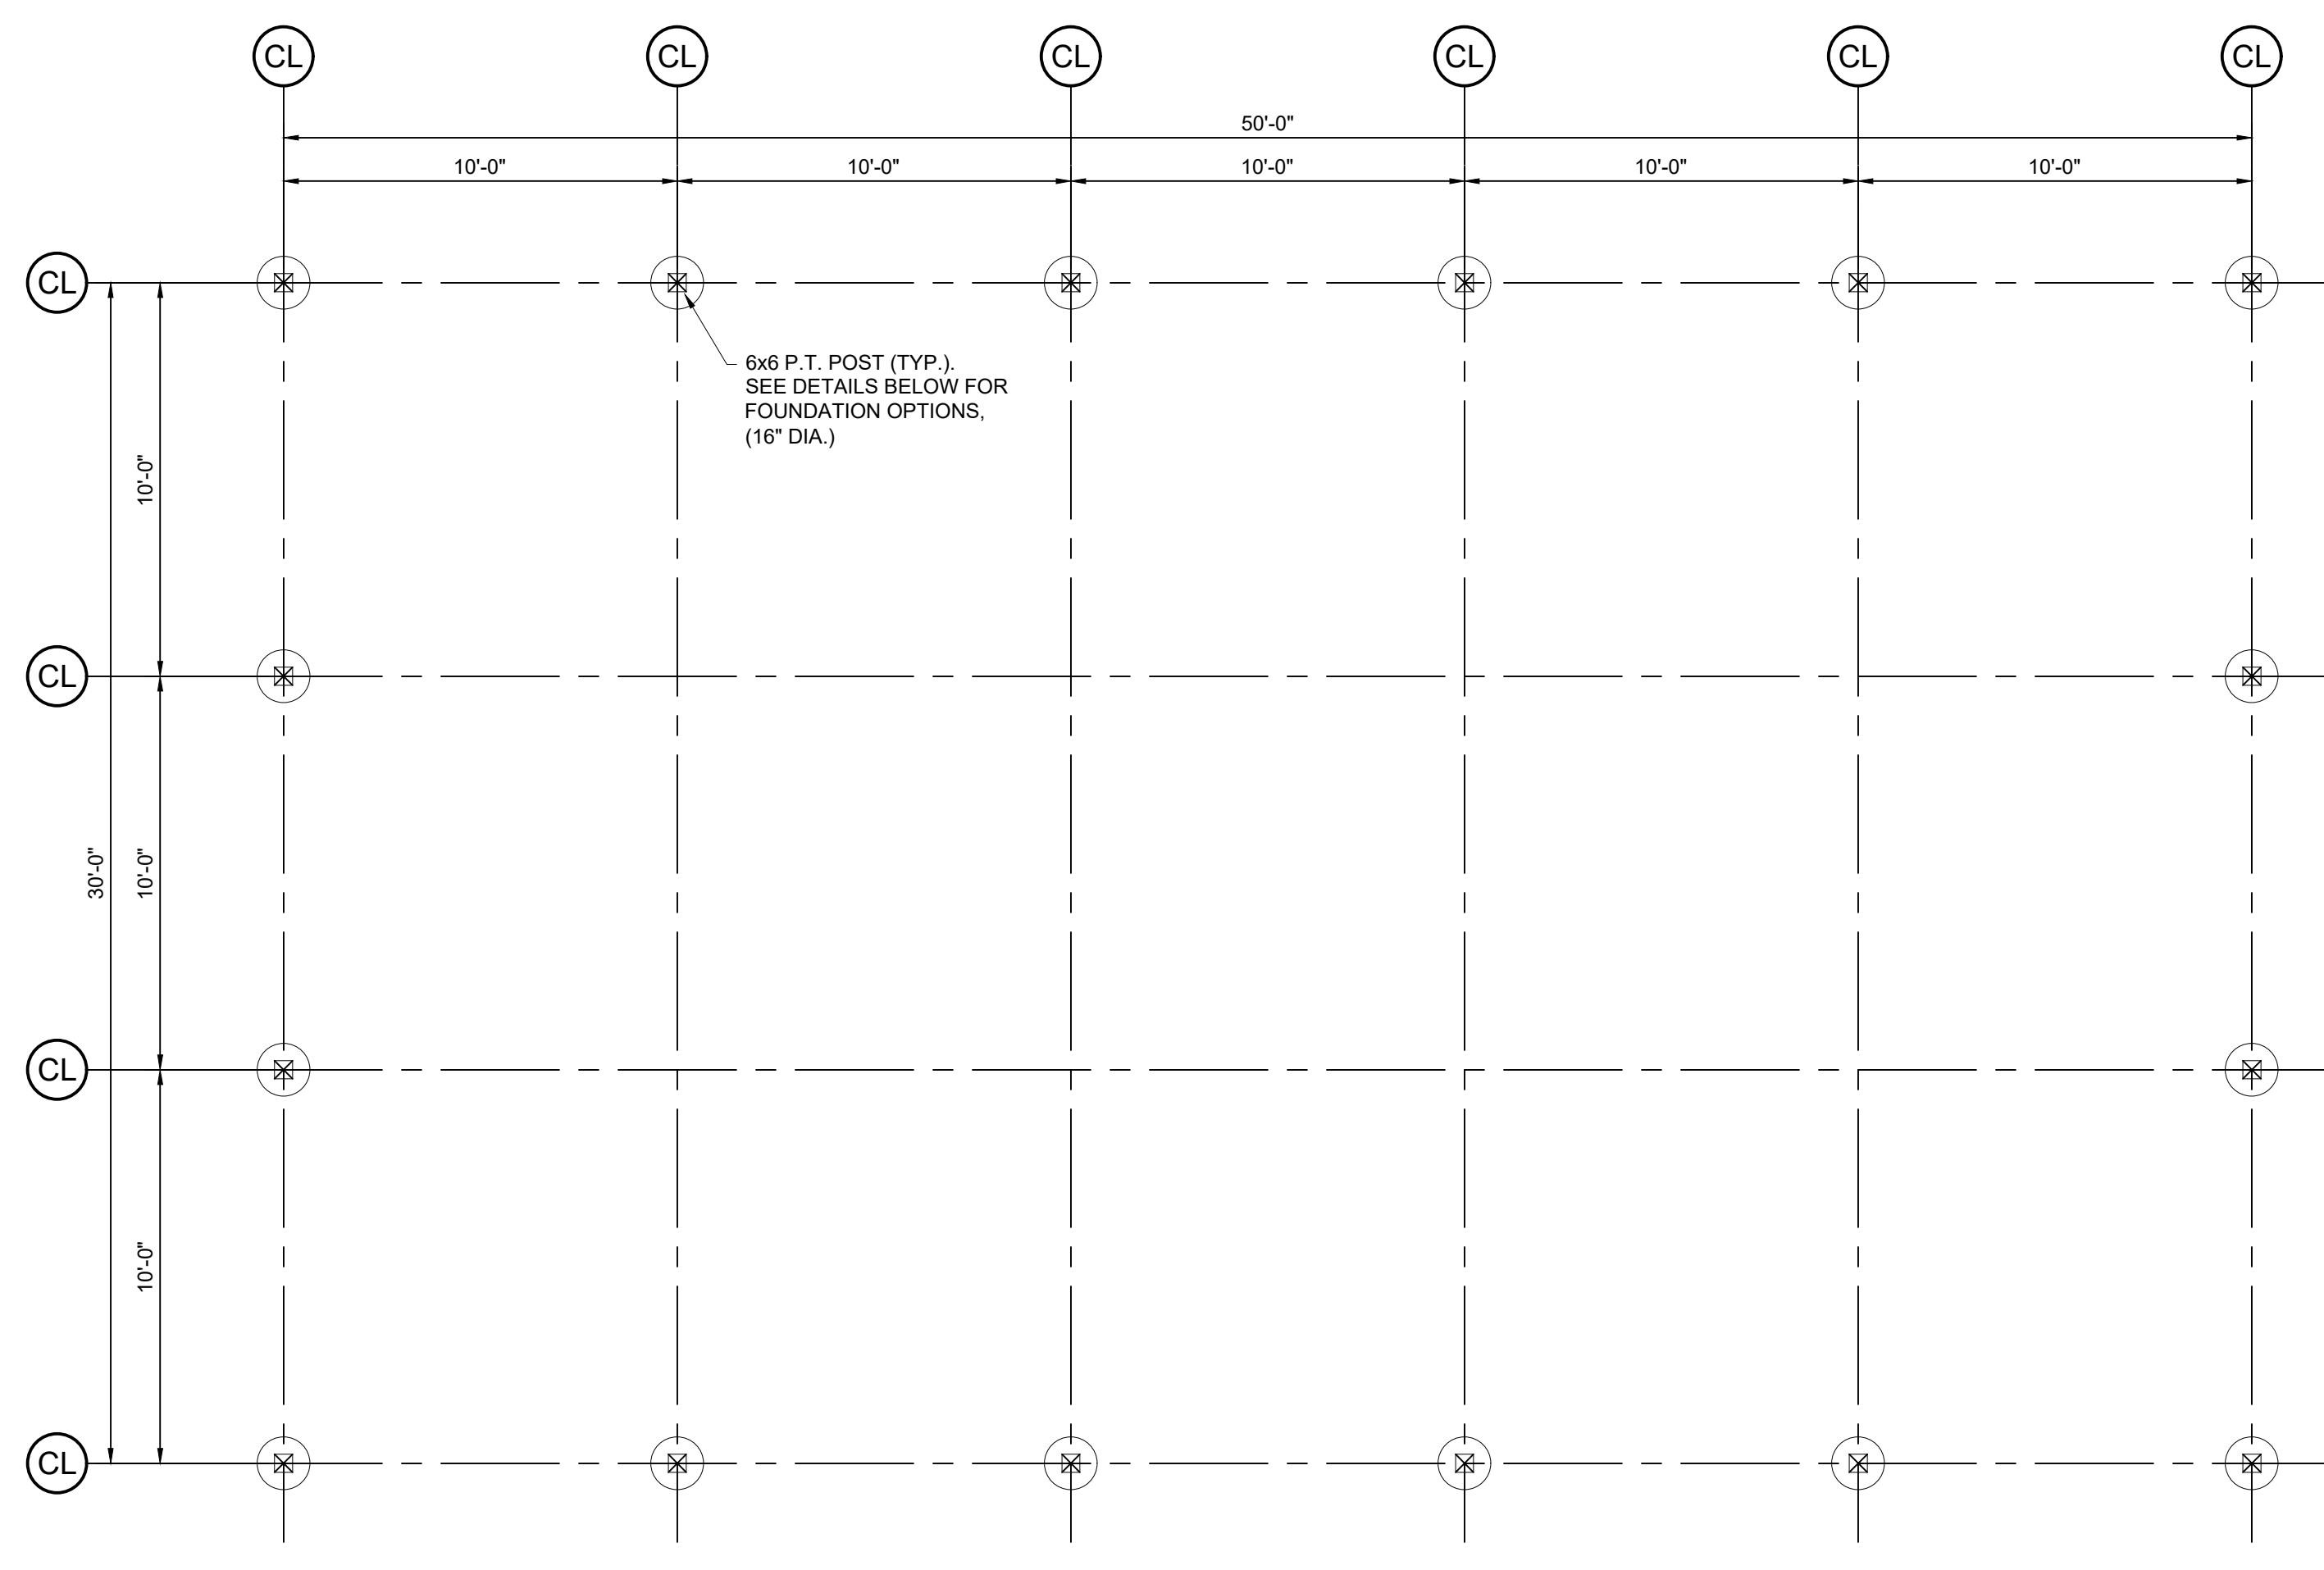 CL CL CL CL CL CL
50'-0"
10'-0" 10'-0" 10'-0" 10'-0" 10'-0"
CL
6x6 P.T. POST (TYP.).
SEE DETAILS BELOW FOR
FOUNDATION OPTIONS,
(16" DIA.)
10'-0"
CL
30'-0"
10'-0"
CL
10'-0"
CL